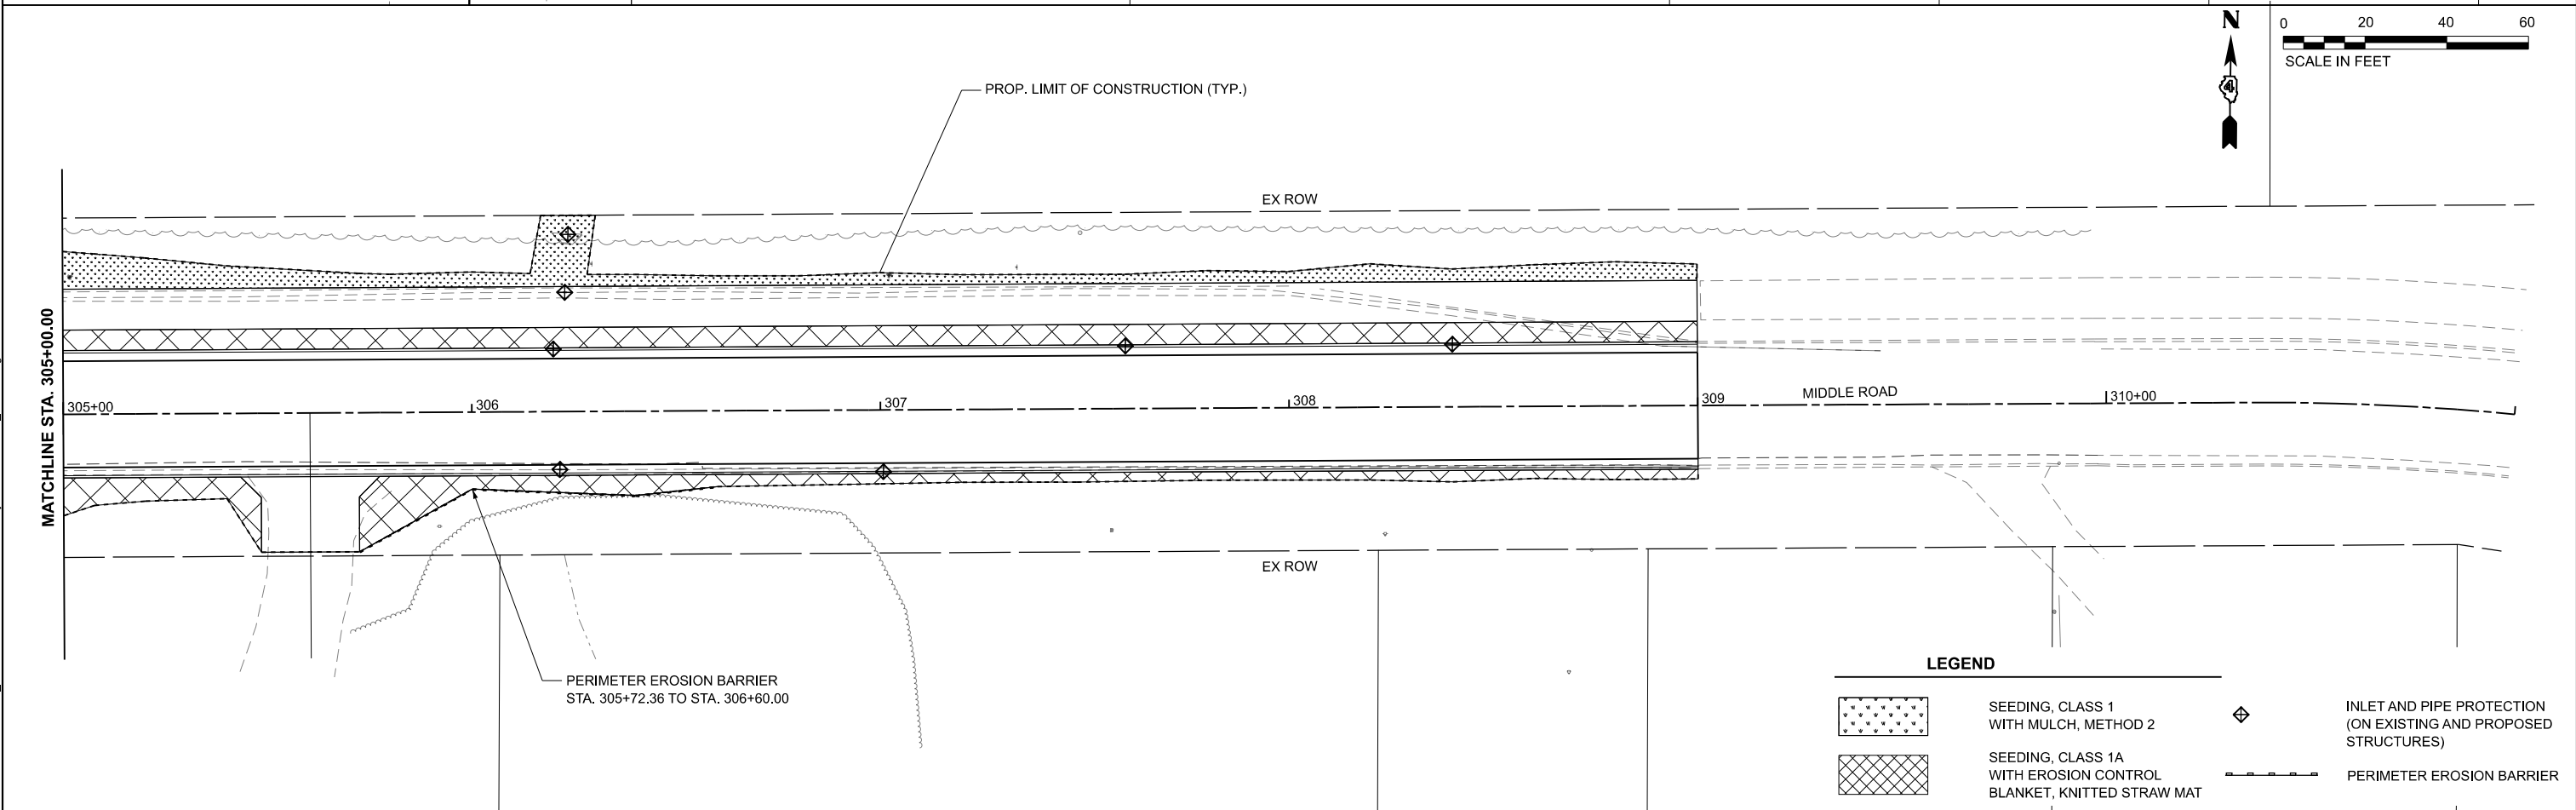 N
0 20 40 60
SCALE IN FEET
4
PROP. LIMIT OF CONSTRUCTION (TYP.)
EX ROW
MATCHLINE STA. 305+00.00
305+00
306
307
308
309
MIDDLE ROAD
310+00
EX ROW
PERIMETER EROSION BARRIER
STA. 305+72.36 TO STA. 306+60.00
LEGEND
SEEDING, CLASS 1
WITH MULCH, METHOD 2
SEEDING, CLASS 1A
WITH EROSION CONTROL
BLANKET, KNITTED STRAW MAT
INLET AND PIPE PROTECTION
(ON EXISTING AND PROPOSED
STRUCTURES)
PERIMETER EROSION BARRIER